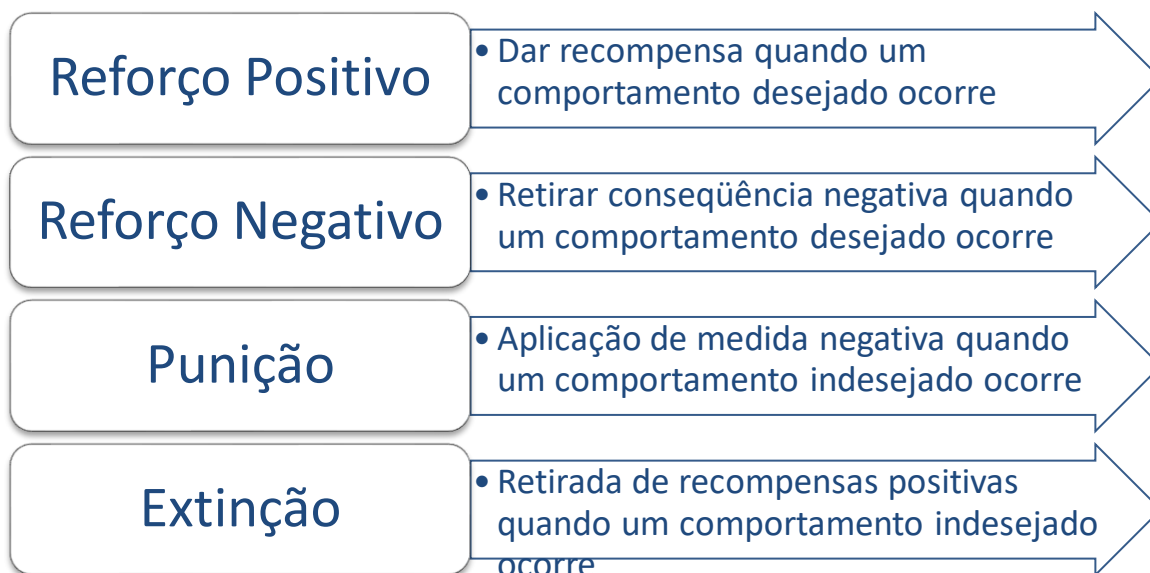 Reforço Positivo
• Dar recompensa quando um
comportamento desejado ocorre
Reforço Negativo
• Retirar conseqüência negativa quando
um comportamento desejado ocorre
Punição
• Aplicação de medida negativa quando
um comportamento indesejado ocorre
Extinção
• Retirada de recompensas positivas
quando um comportamento indesejado
ocorre